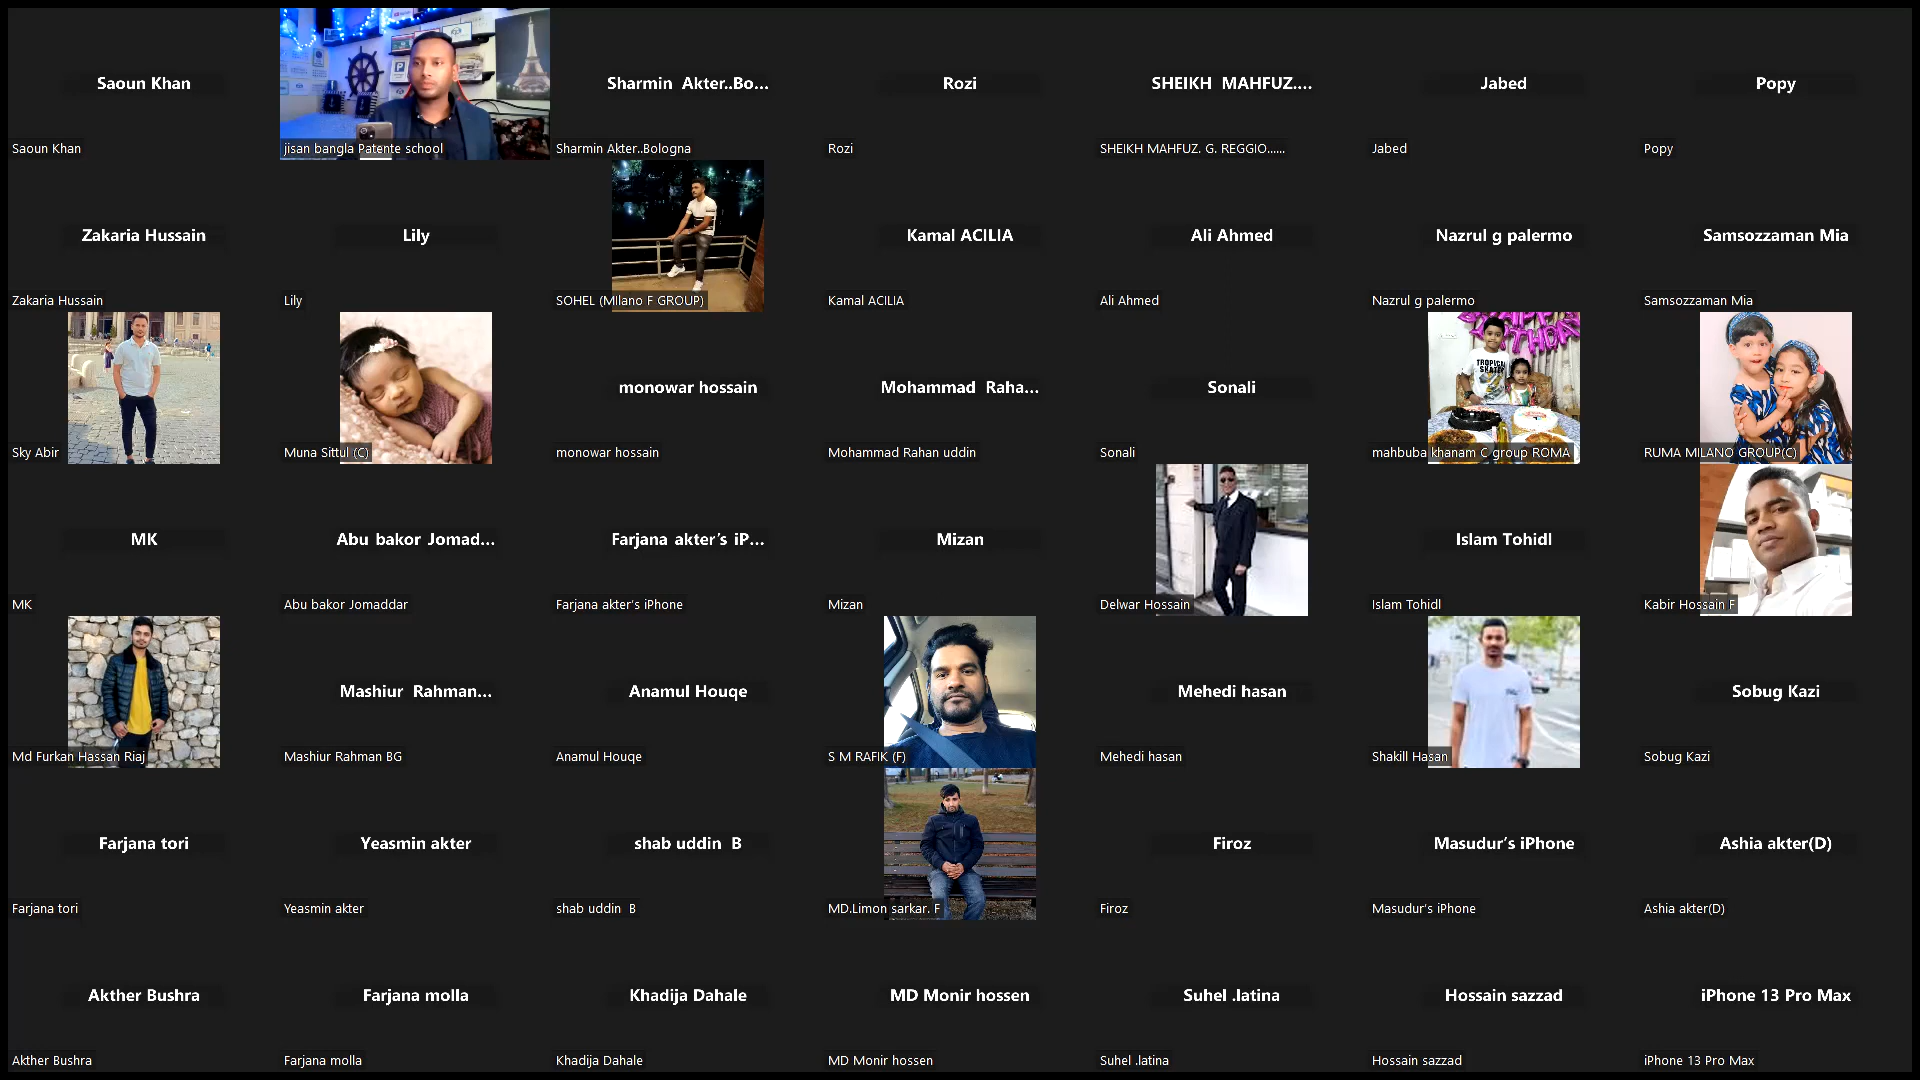 Saoun Khan
Sharmin Akter..Bo...
Rozi
SHEIKH MAHFUZ....
Jabed
Popy
Saoun Khan
jisan bangla Patente school
Sharmin Akter..Bologna
Rozi
SHEIKH MAHFUZ. G. REGGIO......
Jabed
Popy
Zakaria Hussain
Lily
Kamal ACILIA
Ali Ahmed
Nazrul g palermo
Samsozzaman Mia
Zakaria Hussain
Lily
SOHEL (MIlano F GROUP)
Kamal ACILIA
Ali Ahmed
Nazrul g palermo
Samsozzaman Mia
TROPICAL
SKATER
monowar hossain
Mohammad Raha...
Sonali
Sky Abir
Muna Sittul (C)
monowar hossain
Mohammad Rahan uddin
Sonali
mahbuba khanam C group ROMA
RUMA MILANO GROUP(C)
MK
Abu bakor Jomad...
Farjana akter's iP...
Mizan
Islam Tohidl
MK
Abu bakor Jomaddar
Farjana akter's iPhone
Mizan
Delwar Hossain
Islam Tohidl
Kabir Hossain F
Mashiur Rahman...
Anamul Houqe
Mehedi hasan
Sobug Kazi
Md Furkan Hassan Riaj
Mashiur Rahman BG
Anamul Houqe
S M RAFIK (F)
Mehedi hasan
Shakill Hasan
Sobug Kazi
Farjana tori
Yeasmin akter
shab uddin B
Firoz
Masudur's iPhone
Ashia akter(D)
Farjana tori
Yeasmin akter
shab uddin B
MD.Limon sarkar. F
Firoz
Masudur's iPhone
Ashia akter(D)
Akther Bushra
Farjana molla
Khadija Dahale
MD Monir hossen
Suhel .latina
Hossain sazzad
iPhone 13 Pro Max
Akther Bushra
Farjana molla
Khadija Dahale
MD Monir hossen
Suhel .latina
Hossain sazzad
iPhone 13 Pro Max